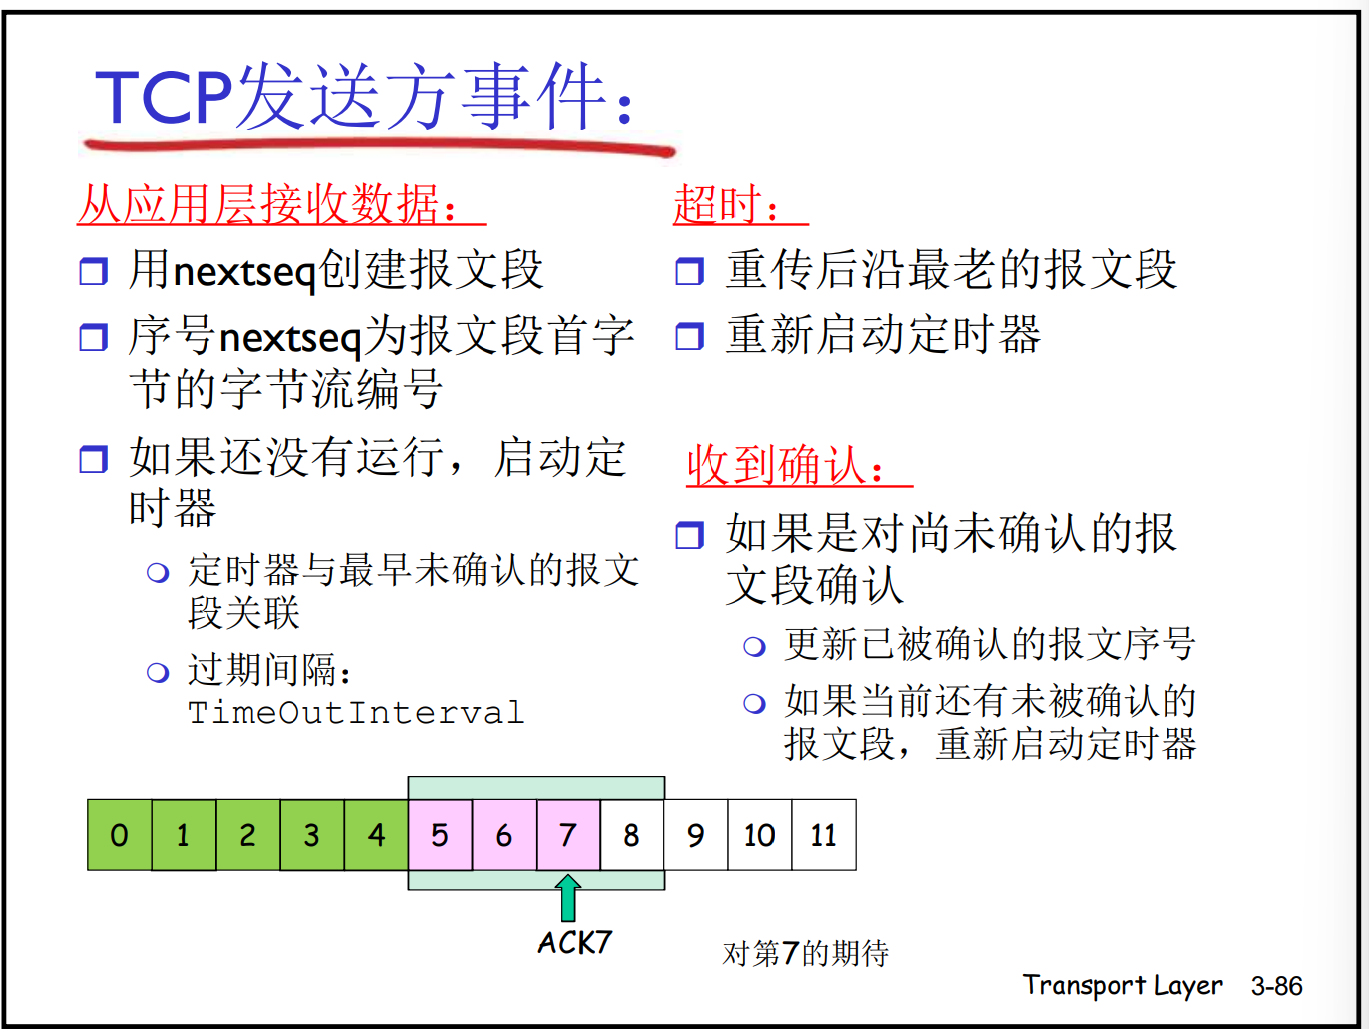 TCP发送方事件：
从应用层接收数据：
用nextseq创建报文段
序号nextseq为报文段首字
节的字节流编号
如果还没有运行，启动定
时器
定时器与最早未确认的报文
段关联
过期间隔：
TimeOutInterval
超时：
重传后沿最老的报文段
重新启动定时器
收到确认：
如果是对尚未确认的报
文段确认
更新已被确认的报文序号
如果当前还有未被确认的
报文段，重新启动定时器
0 1 2 3 4 5 6 7 8 9 10 11
ACK7
对第7的期待
Transport Layer 3-86